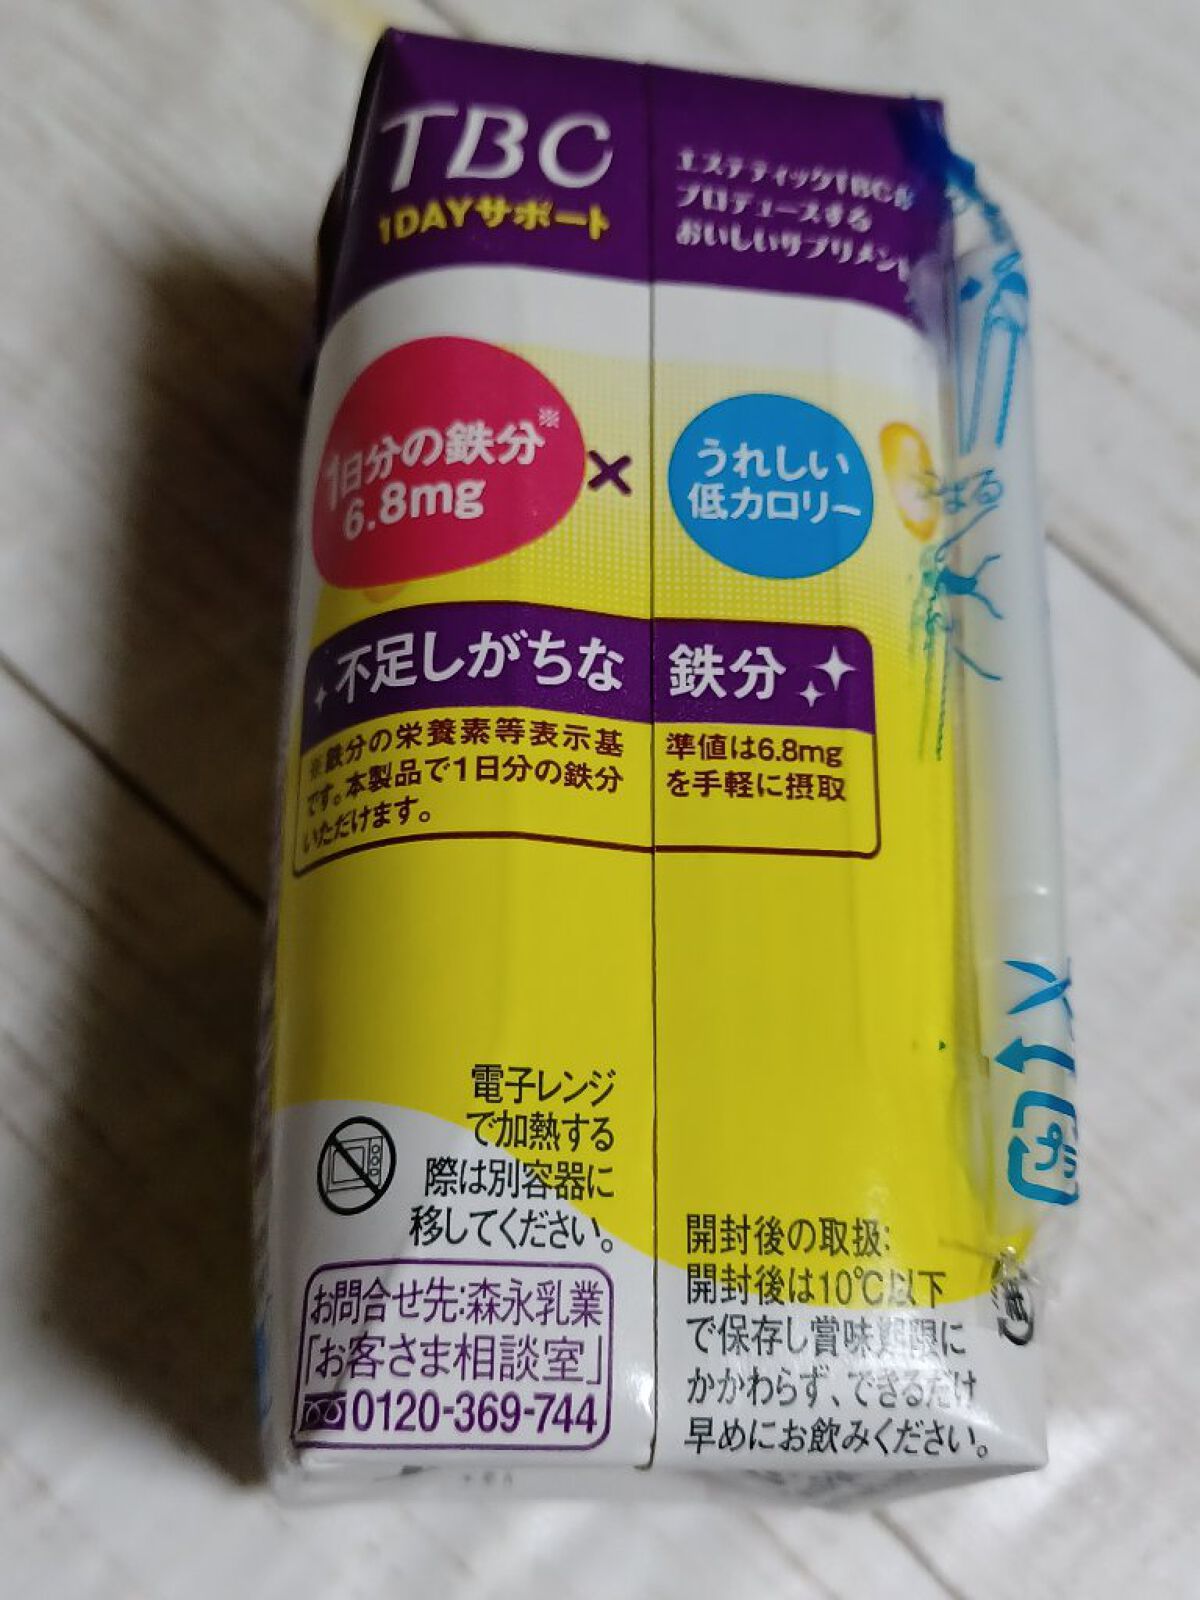 TBC
1DAYサポート
エステティックTBCが
プロデュースする
おいしいサプリメント
1日分の鉄分※
6.8mg
×
うれしい
低カロリー
不足しがちな鉄分
※鉄分の栄養素等表示基準値は6.8mg
です。本製品で1日分の鉄分を手軽に摂取
いただけます。
電子レンジ
で加熱する
際は別容器に
移してください。
お問合せ先:森永乳業
「お客さま相談室」
0120-369-744
開封後の取扱:
開封後は10℃以下
で保存し賞味期限に
かかわらず、できるだけ
早めにお飲みください。
プラ